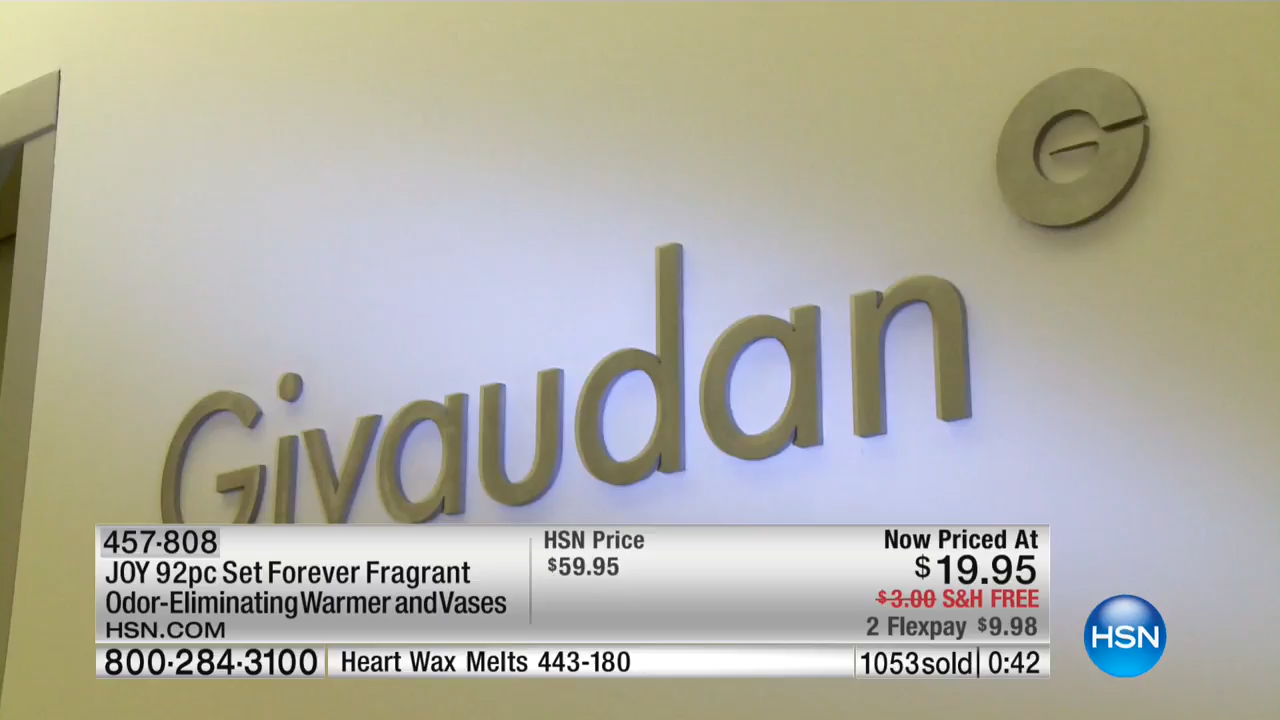 Givaudan
457-808
JOY 92pc Set Forever Fragrant
Odor-Eliminating Warmer and Vases
HSN.COM
HSN Price
$59.95
Now Priced At
$19.95
$3.00 S&H FREE
2 Flexpay $9.98
HSN
800·284·3100
Heart Wax Melts 443-180
1053sold
0:42